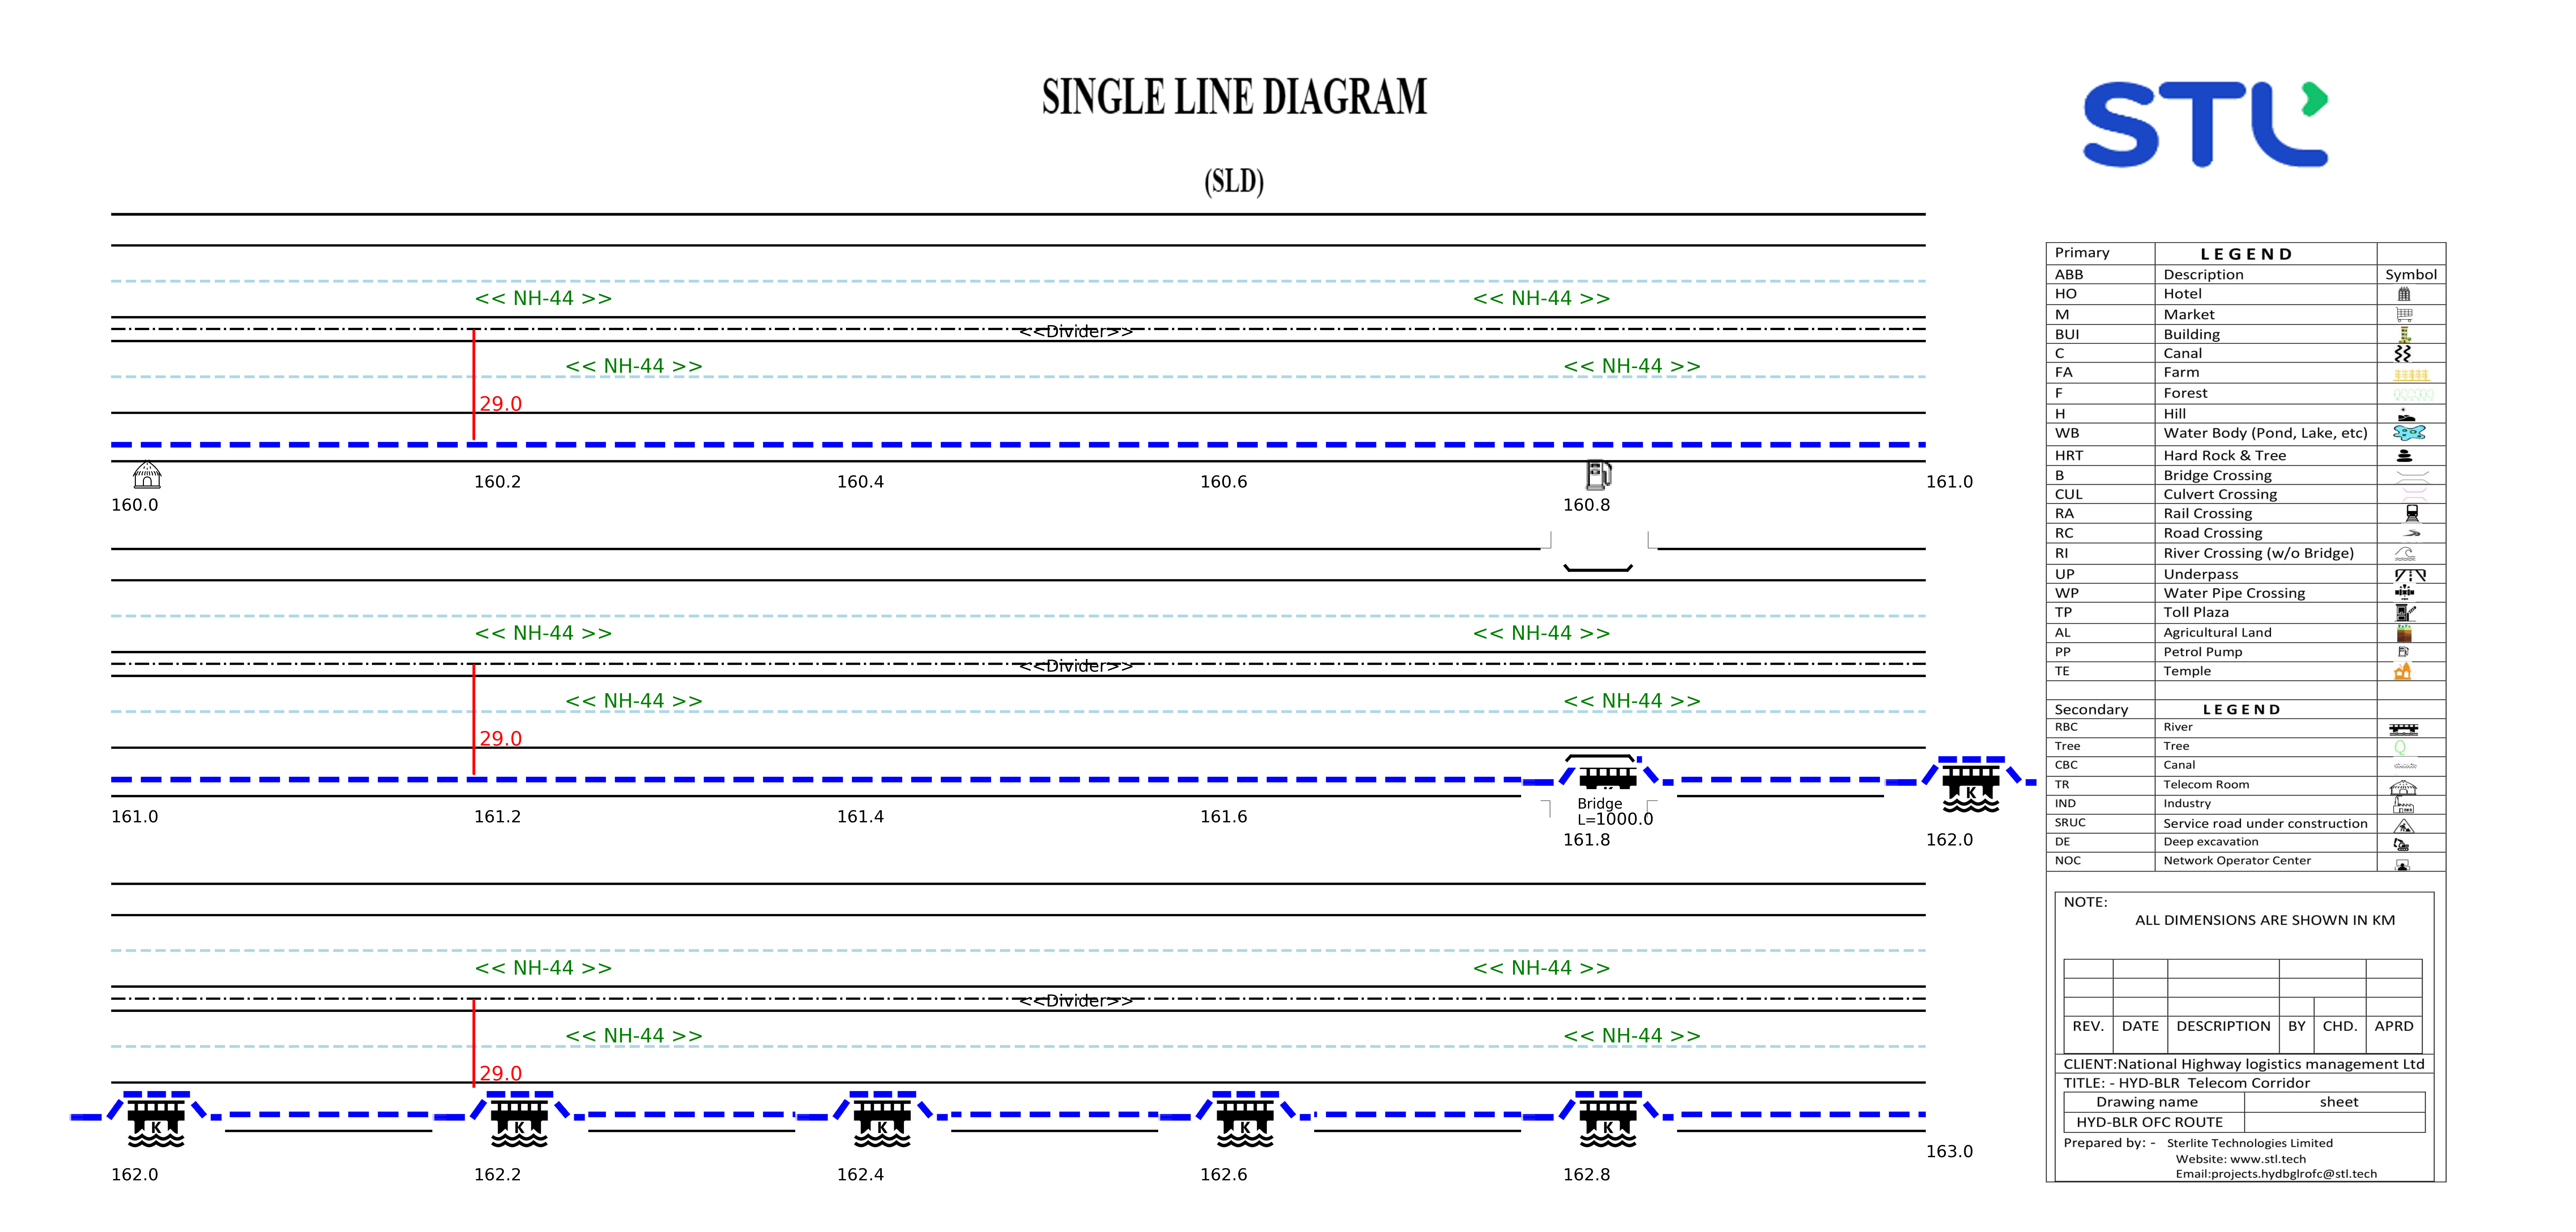 SINGLE LINE DIAGRAM
(SLD)
STL
<< NH-44 >> << NH-44 >>
<<Divider>>
<< NH-44 >> << NH-44 >>
29.0
160.2 160.4 160.6 161.0
160.0 160.8
<< NH-44 >> << NH-44 >>
<<Divider>>
<< NH-44 >> << NH-44 >>
29.0
K
Bridge
L=1000.0
161.0 161.2 161.4 161.6
161.8 162.0
<< NH-44 >> << NH-44 >>
<<Divider>>
<< NH-44 >> << NH-44 >>
29.0
K K K K K
163.0
162.0 162.2 162.4 162.6 162.8
Primary LEGEND
ABB Description Symbol
HO Hotel
M Market
BUI Building
C Canal
FA Farm
F Forest
H Hill
WB Water Body (Pond, Lake, etc)
HRT Hard Rock & Tree
B Bridge Crossing
CUL Culvert Crossing
RA Rail Crossing
RC Road Crossing
RI River Crossing (w/o Bridge)
UP Underpass
WP Water Pipe Crossing
TP Toll Plaza
AL Agricultural Land
PP Petrol Pump
TE Temple
Secondary LEGEND
RBC River
Tree Tree
CBC Canal
TR Telecom Room
IND Industry
SRUC Service road under construction
DE Deep excavation
NOC Network Operator Center
NOTE:
ALL DIMENSIONS ARE SHOWN IN KM
REV. DATE DESCRIPTION BY CHD. APRD
CLIENT:National Highway logistics management Ltd
TITLE: - HYD-BLR Telecom Corridor
Drawing name sheet
HYD-BLR OFC ROUTE
Prepared by: - Sterlite Technologies Limited
Website: www.stl.tech
Email:projects.hydbglrofc@stl.tech